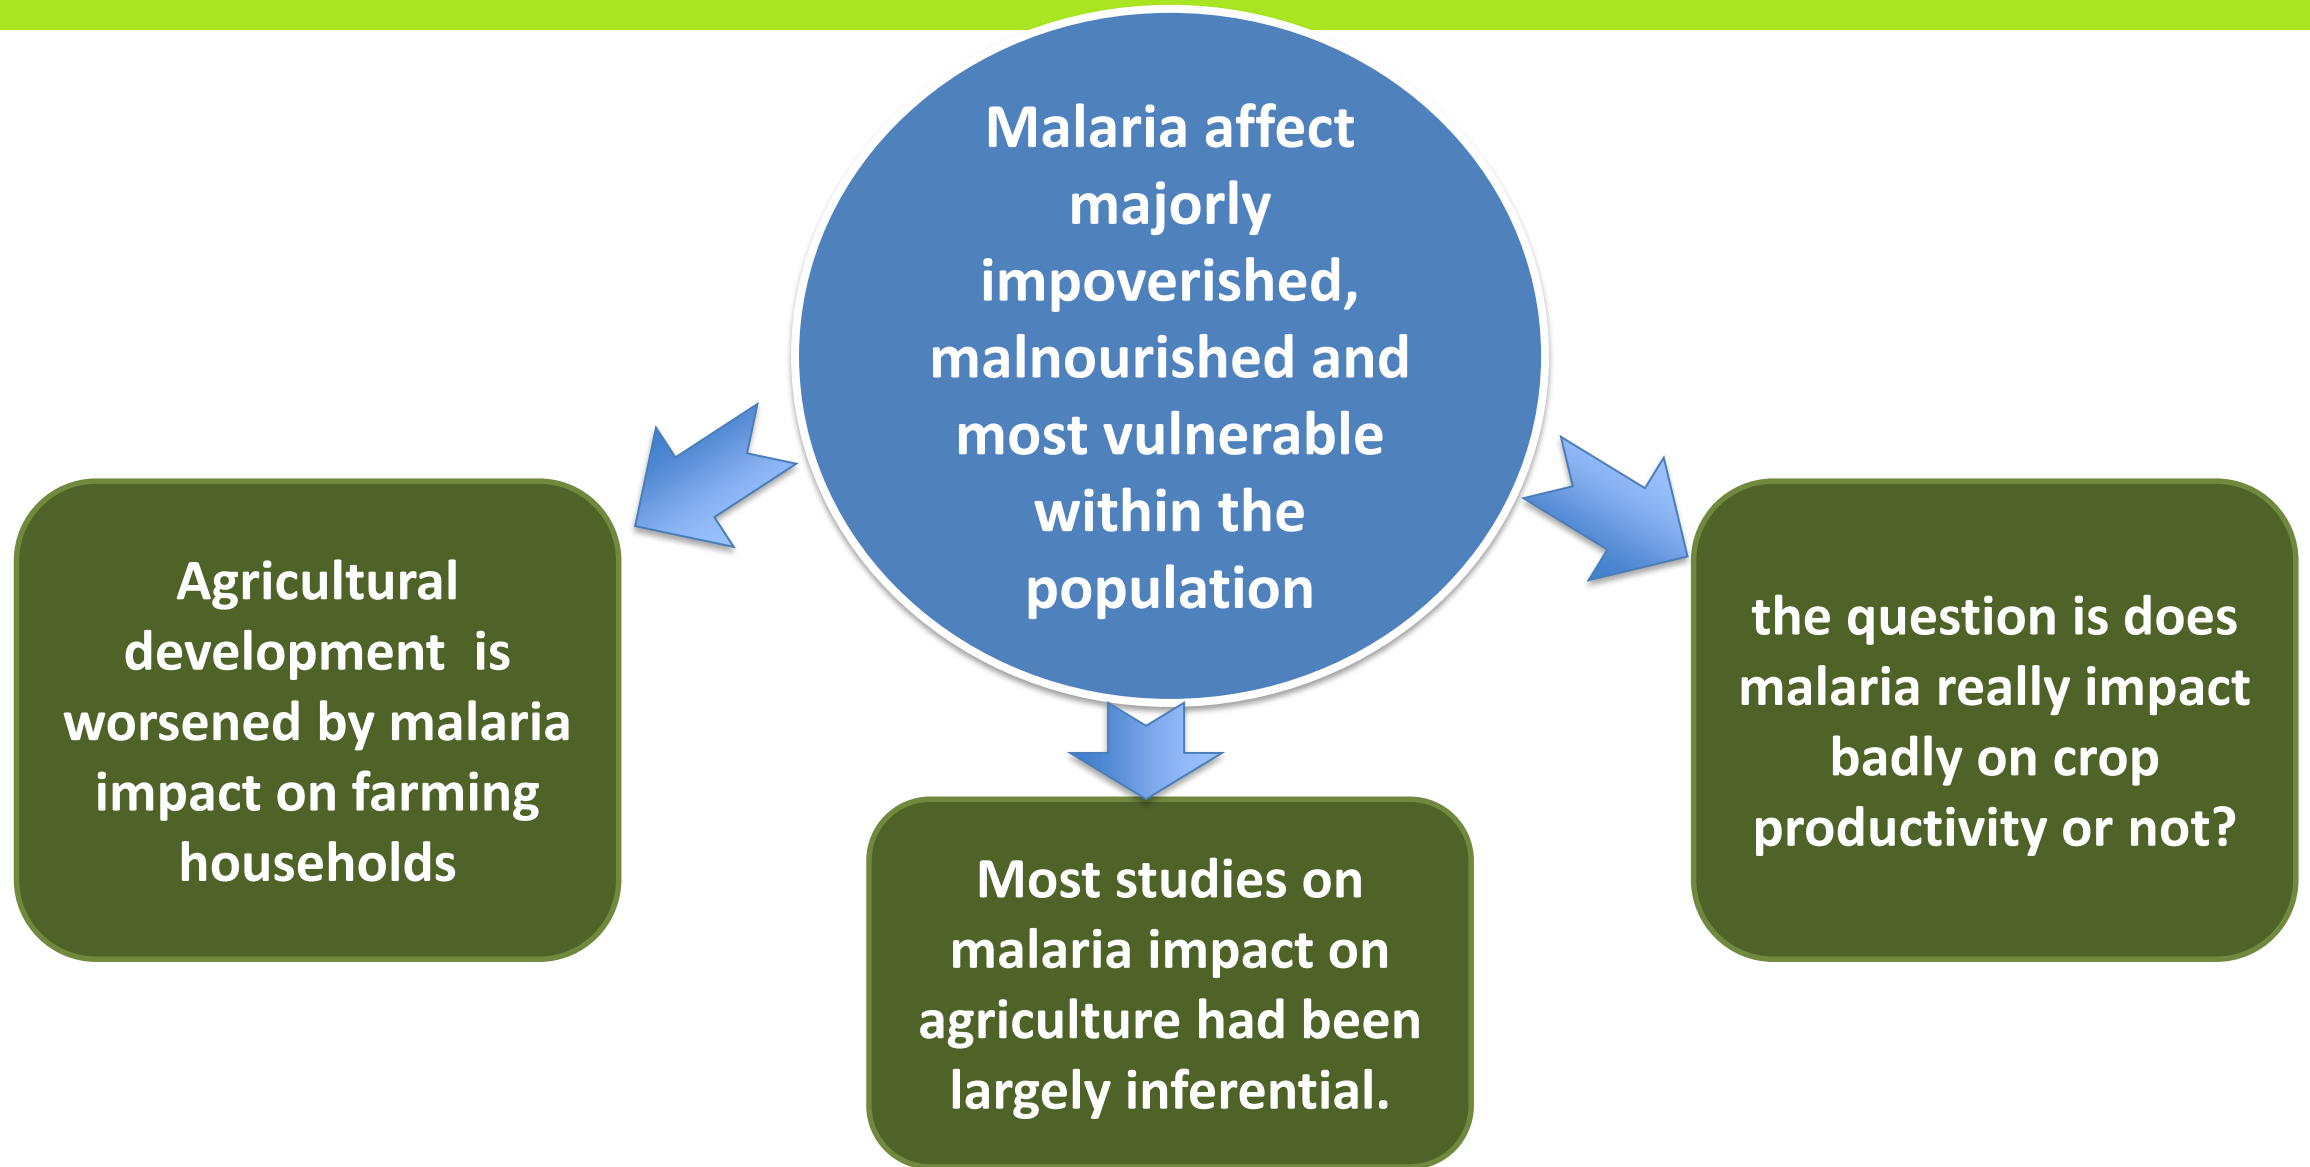 Malaria affect
majorly
impoverished,
malnourished and
most vulnerable
within the
population
Agricultural
development  is
worsened by malaria
impact on farming
households
Most studies on
malaria impact on
agriculture had been
largely inferential.
the question is does
malaria really impact
badly on crop
productivity or not?